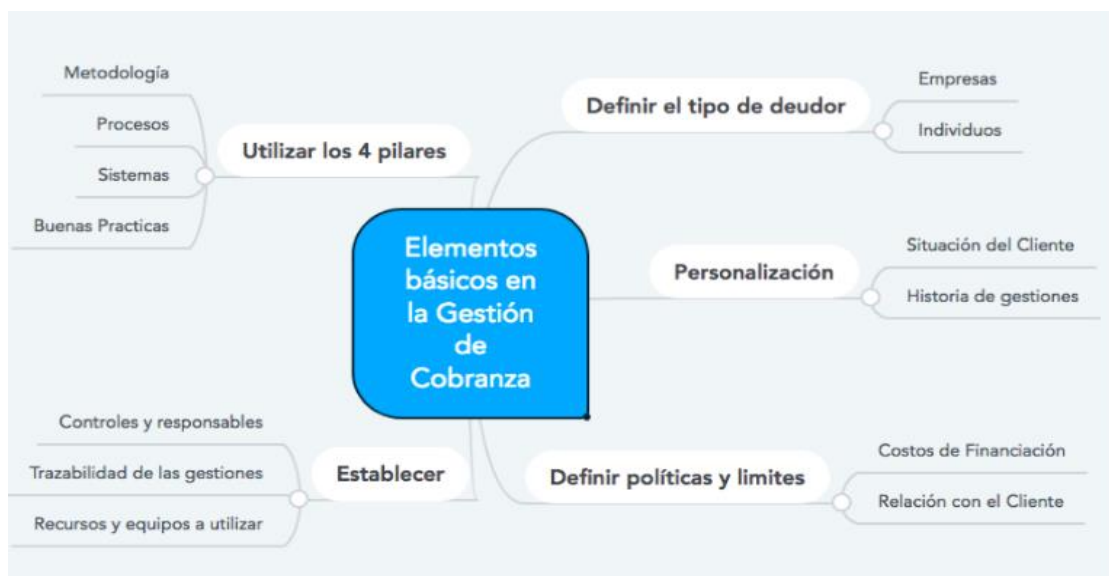 Metodología
Procesos
Sistemas
Buenas Practicas
Utilizar los 4 pilares
Definir el tipo de deudor
Empresas
Individuos
Elementos
básicos en
la Gestión
de
Cobranza
Personalización
Situación del Cliente
Historia de gestiones
Controles y responsables
Trazabilidad de las gestiones
Recursos y equipos a utilizar
Establecer
Definir políticas y limites
Costos de Financiación
Relación con el Cliente